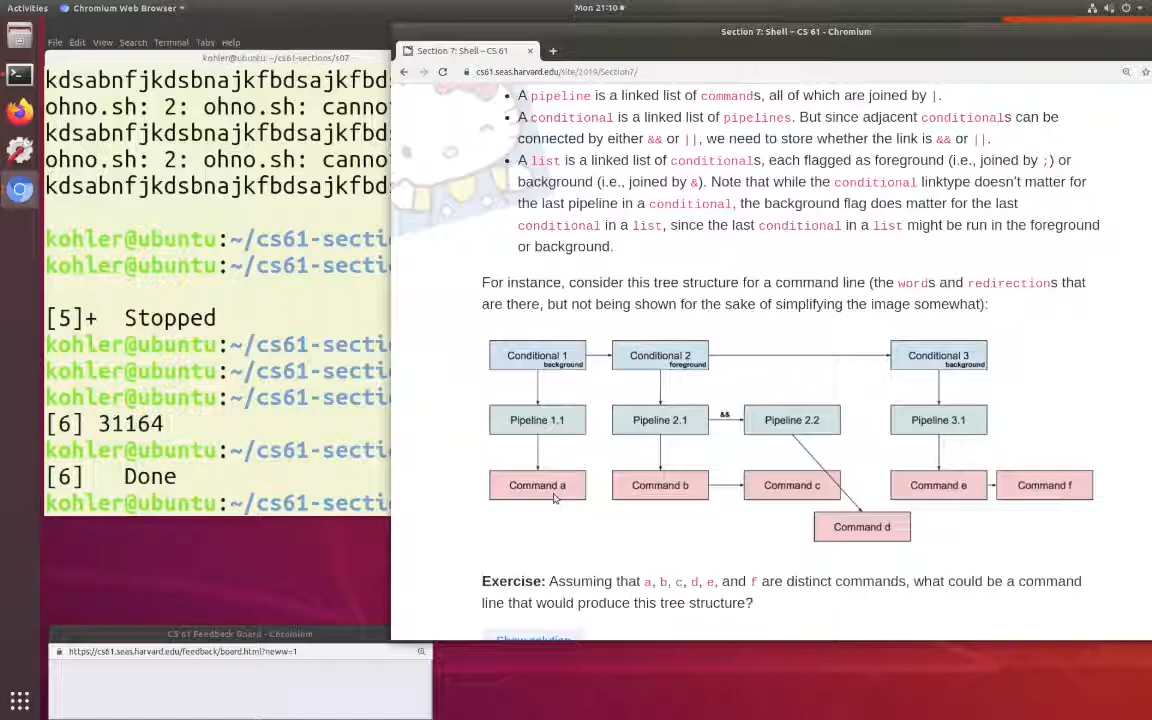 Activities
Chromium Web Browser
Mon 21:10
File Edit View Search Terminal Tabs Help
kohler@ubuntu: ~/cs61-sections/s07
kdsabnfjkdsbnajkfbdsajkfbds
ohno.sh: 2: ohno.sh: canno
kdsabnfjkdsbnajkfbdsajkfbds
ohno.sh: 2: ohno.sh: canno
kdsabnfjkdsbnajkfbdsajkfbds
kohler@ubuntu:~/cs61-secti
kohler@ubuntu:~/cs61-secti
[5]+ Stopped
kohler@ubuntu:~/cs61-secti
kohler@ubuntu:~/cs61-secti
kohler@ubuntu:~/cs61-secti
[6] 31164
kohler@ubuntu:~/cs61-secti
[6] Done
kohler@ubuntu:~/cs61-secti
CS 61 Feedback Board - Chromium
https://cs61.seas.harvard.edu/feedback/board.html?neww=1
Section 7: Shell – CS 61 - Chromium
Section 7: Shell – CS 61
cs61.seas.harvard.edu/site/2019/Section7/
A pipeline is a linked list of commands, all of which are joined by |.
A conditional is a linked list of pipelines. But since adjacent conditionals can be
connected by either && or ||, we need to store whether the link is && or ||.
A list is a linked list of conditionals, each flagged as foreground (i.e., joined by ;) or
background (i.e., joined by &). Note that while the conditional linktype doesn't matter for
the last pipeline in a conditional, the background flag does matter for the last
conditional in a list, since the last conditional in a list might be run in the foreground
or background.
For instance, consider this tree structure for a command line (the words and redirections that
are there, but not being shown for the sake of simplifying the image somewhat):
Conditional 1
background
Conditional 2
foreground
Conditional 3
background
Pipeline 1.1
Pipeline 2.1
&&
Pipeline 2.2
Pipeline 3.1
Command a
Command b
Command c
Command e
Command f
Command d
Exercise: Assuming that a, b, c, d, e, and f are distinct commands, what could be a command
line that would produce this tree structure?
Show solution